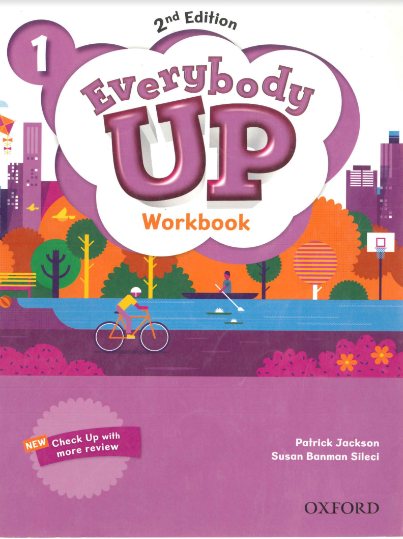 2nd Edition
1
Everybody
UP
Workbook
NEW Check Up with
more review
Patrick Jackson
Susan Banman Sileci
OXFORD